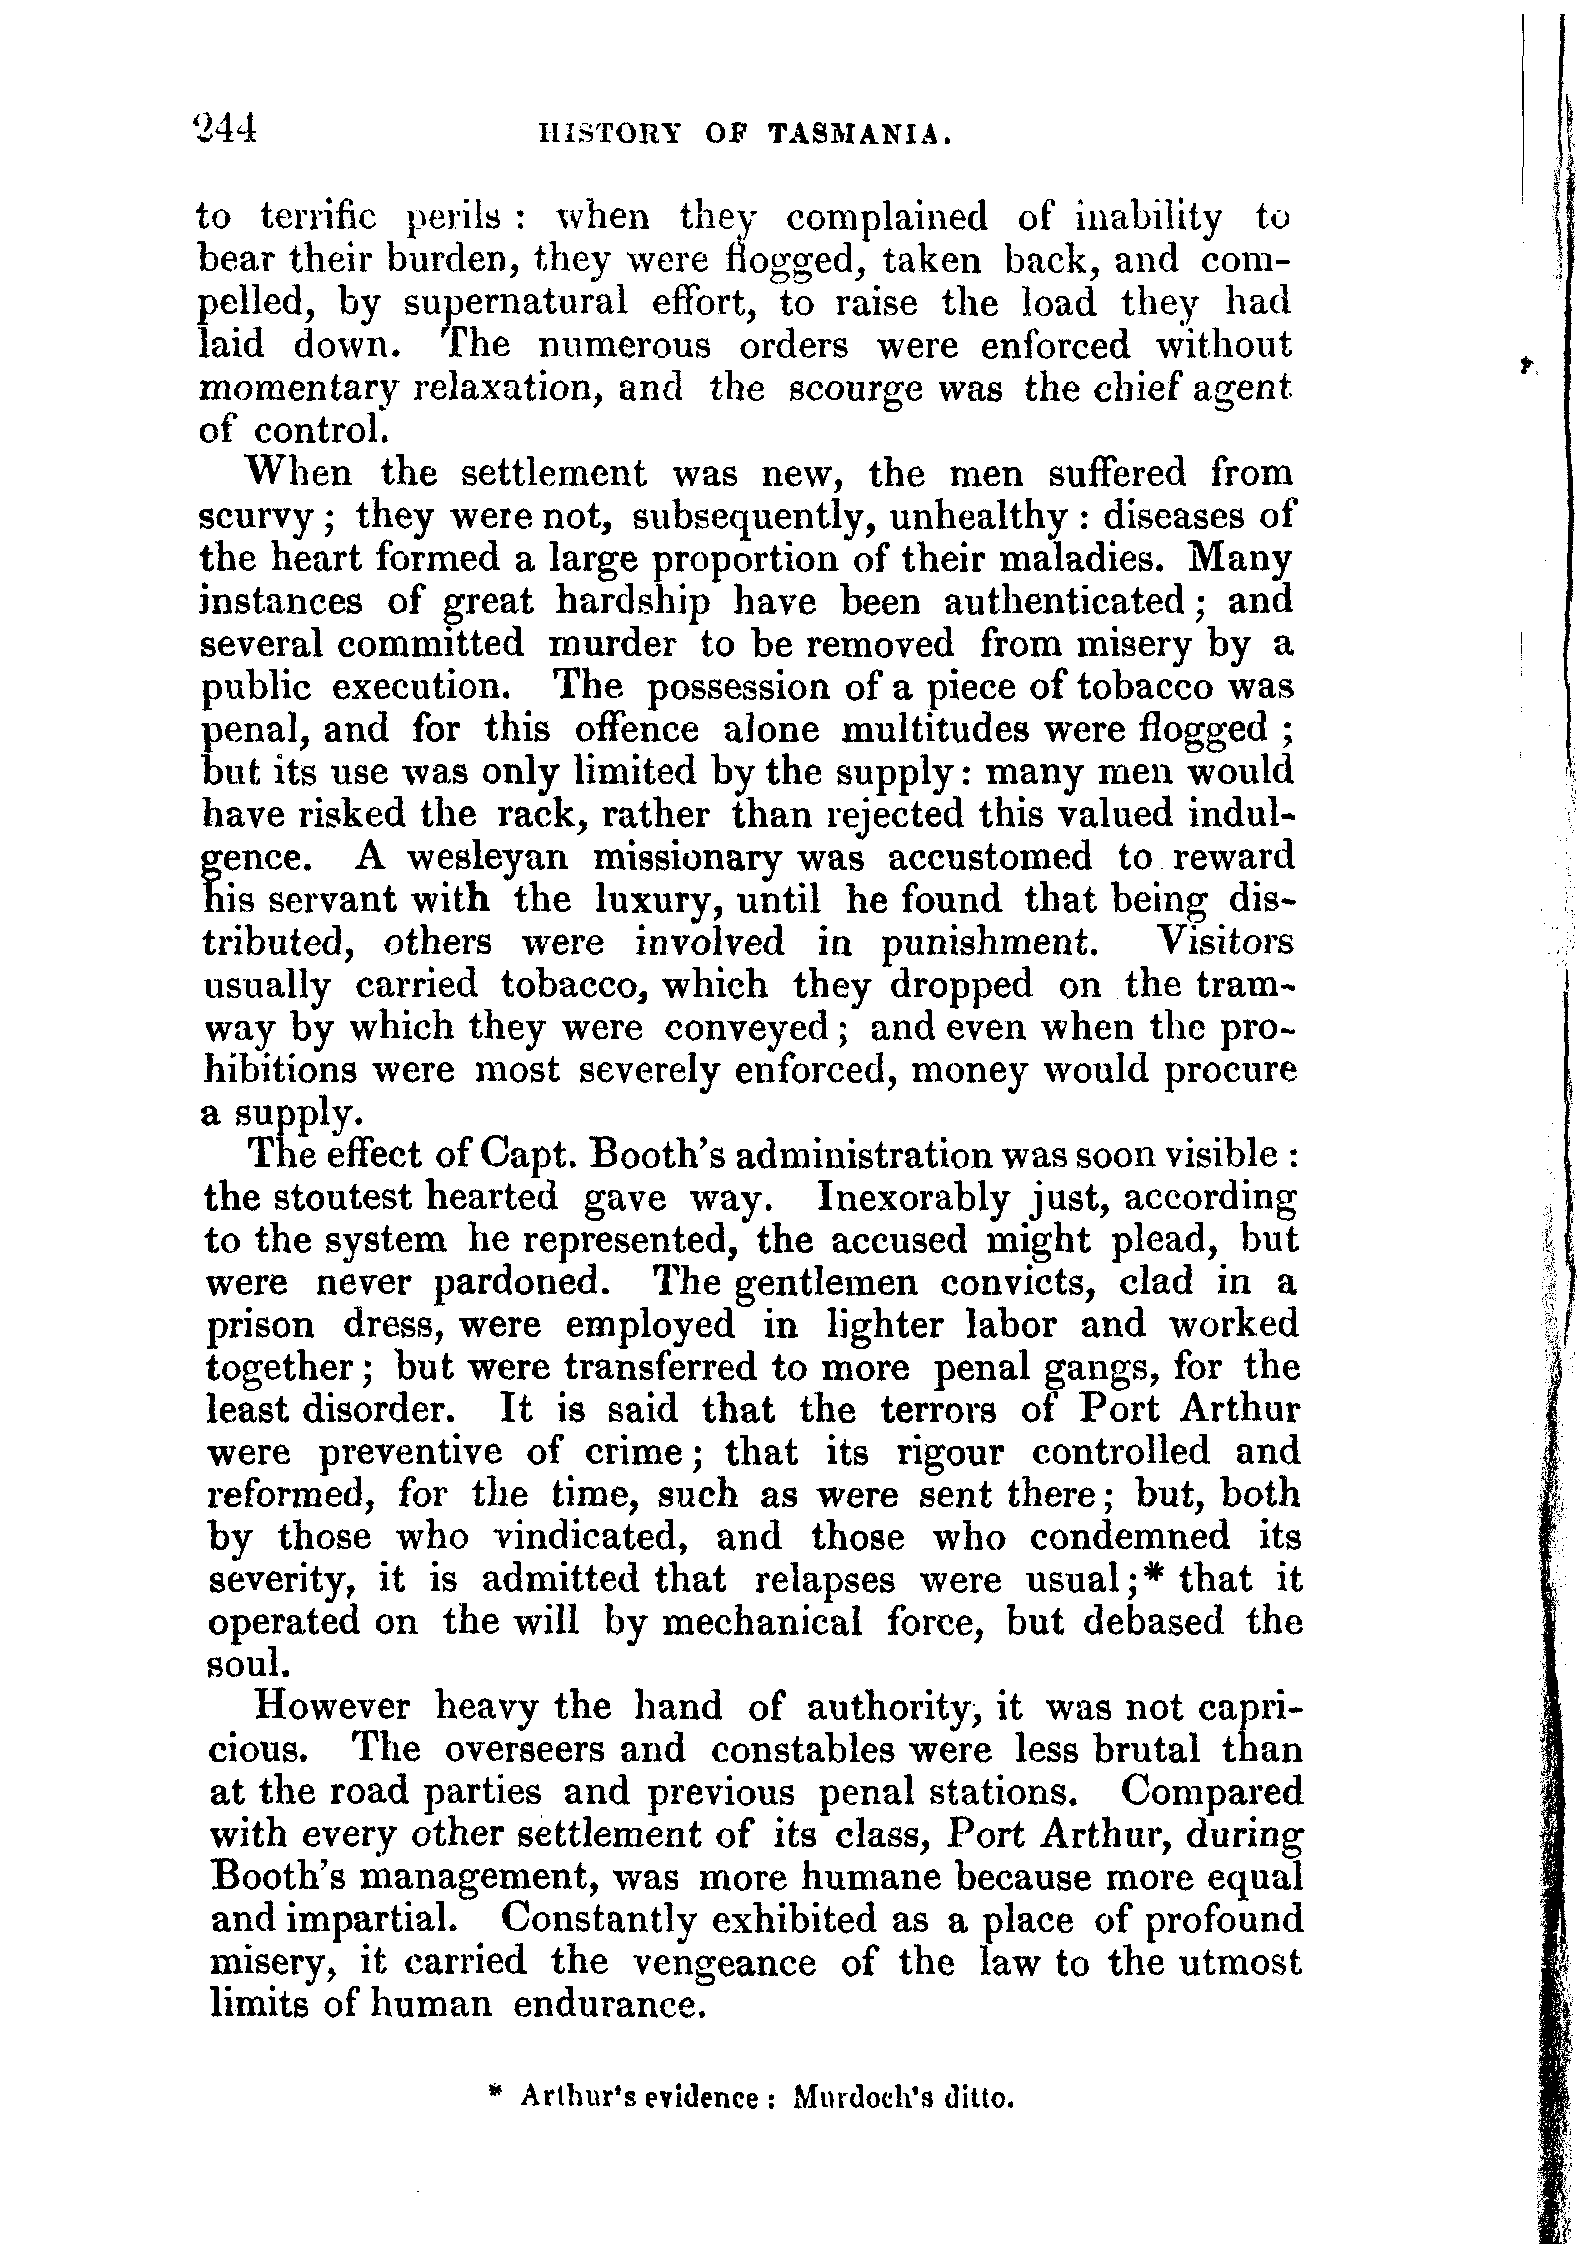 244 HISTORY OF TASMANIA.
to terrific perils : when they complained of inability to
bear their burden, they were flogged, taken back, and com-
pelled, by supernatural effort, to raise the load they had
laid down. The numerous orders were enforced without
momentary relaxation, and the scourge was the chief agent
of control.
When the settlement was new, the men suffered from
scurvy ; they were not, subsequently, unhealthy : diseases of
the heart formed a large proportion of their maladies. Many
instances of great hardship have been authenticated ; and
several committed murder to be removed from misery by a
public execution. The possession of a piece of tobacco was
penal, and for this offence alone multitudes were flogged ;
but its use was only limited by the supply : many men would
have risked the rack, rather than rejected this valued indul-
gence. A wesleyan missionary was accustomed to reward
his servant with the luxury, until he found that being dis-
tributed, others were involved in punishment. Visitors
usually carried tobacco, which they dropped on the tram-
way by which they were conveyed ; and even when the pro-
hibitions were most severely enforced, money would procure
a supply.
The effect of Capt. Booth's administration was soon visible :
the stoutest hearted gave way. Inexorably just, according
to the system he represented, the accused might plead, but
were never pardoned. The gentlemen convicts, clad in a
prison dress, were employed in lighter labor and worked
together ; but were transferred to more penal gangs, for the
least disorder. It is said that the terrors of Port Arthur
were preventive of crime ; that its rigour controlled and
reformed, for the time, such as were sent there ; but, both
by those who vindicated, and those who condemned its
severity, it is admitted that relapses were usual ;* that it
operated on the will by mechanical force, but debased the
soul.
However heavy the hand of authority, it was not capri-
cious. The overseers and constables were less brutal than
at the road parties and previous penal stations. Compared
with every other settlement of its class, Port Arthur, during
Booth's management, was more humane because more equal
and impartial. Constantly exhibited as a place of profound
misery, it carried the vengeance of the law to the utmost
limits of human endurance.
* Arthur's evidence : Murdoch's ditto.